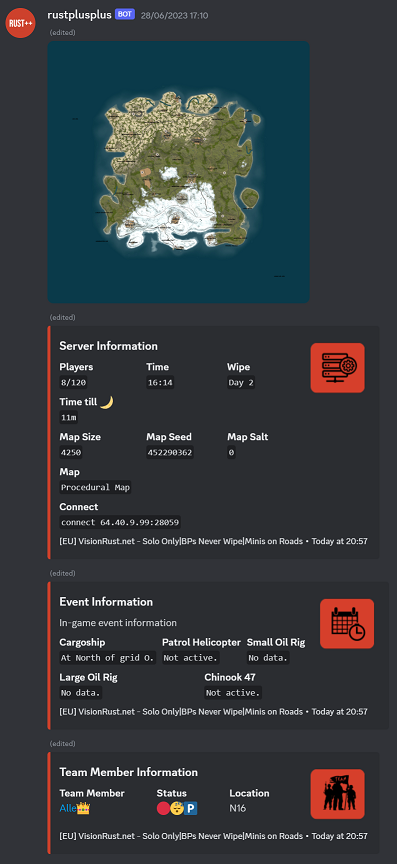 RUST++
rustplusplus BOT 28/06/2023 17:10
(edited)
(edited)
Server Information
Players Time Wipe
8/120 16:14 Day 2
Time till 🌙
11m
Map Size Map Seed Map Salt
4250 452290362 0
Map
Procedural Map
Connect
connect 64.40.9.99:28059
[EU] VisionRust.net - Solo Only|BPs Never Wipe|Minis on Roads • Today at 20:57
(edited)
Event Information
In-game event information
Cargoship Patrol Helicopter Small Oil Rig
At North of grid O. Not active. No data.
Large Oil Rig Chinook 47
No data. Not active.
[EU] VisionRust.net - Solo Only|BPs Never Wipe|Minis on Roads • Today at 20:57
(edited)
Team Member Information
TEAM
Team Member Status Location
Alle👑 🔴😴🅿️ N16
[EU] VisionRust.net - Solo Only|BPs Never Wipe|Minis on Roads • Today at 20:57